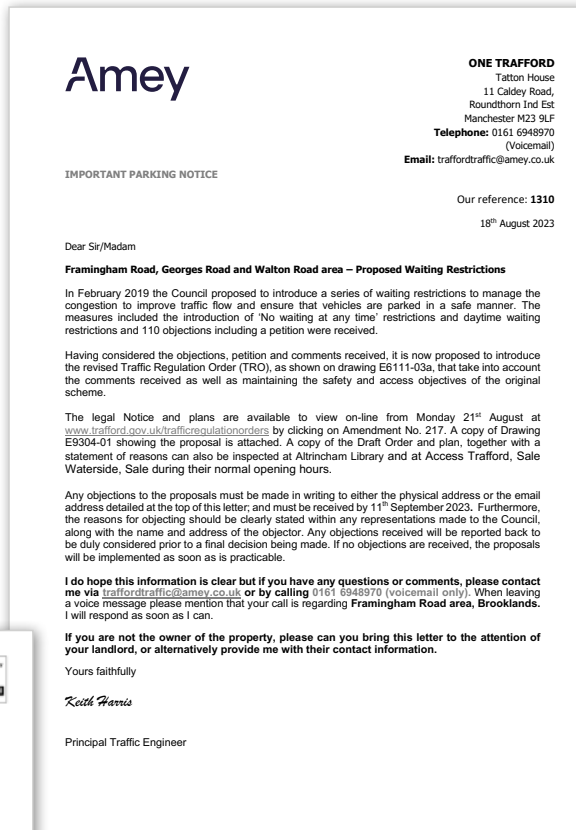 Amey
ONE TRAFFORD
Tatton House
11 Caldey Road,
Roundthorn Ind Est
Manchester M23 9LF
Telephone: 0161 6948970
(Voicemail)
Email: traffordtraffic@amey.co.uk
IMPORTANT PARKING NOTICE
Our reference: 1310
18th August 2023
Dear Sir/Madam
Framingham Road, Georges Road and Walton Road area – Proposed Waiting Restrictions
In February 2019 the Council proposed to introduce a series of waiting restrictions to manage the
congestion to improve traffic flow and ensure that vehicles are parked in a safe manner. The
measures included the introduction of ‘No waiting at any time’ restrictions and daytime waiting
restrictions and 110 objections including a petition were received.
Having considered the objections, petition and comments received, it is now proposed to introduce
the revised Traffic Regulation Order (TRO), as shown on drawing E6111-03a, that take into account
the comments received as well as maintaining the safety and access objectives of the original
scheme.
The legal Notice and plans are available to view on-line from Monday 21st August at
www.trafford.gov.uk/trafficregulationorders by clicking on Amendment No. 217. A copy of Drawing
E9304-01 showing the proposal is attached. A copy of the Draft Order and plan, together with a
statement of reasons can also be inspected at Altrincham Library and at Access Trafford, Sale
Waterside, Sale during their normal opening hours.
Any objections to the proposals must be made in writing to either the physical address or the email
address detailed at the top of this letter; and must be received by 11th September 2023. Furthermore,
the reasons for objecting should be clearly stated within any representations made to the Council,
along with the name and address of the objector. Any objections received will be reported back to
be duly considered prior to a final decision being made. If no objections are received, the proposals
will be implemented as soon as is practicable.
I do hope this information is clear but if you have any questions or comments, please contact
me via traffordtraffic@amey.co.uk or by calling 0161 6948970 (voicemail only). When leaving
a voice message please mention that your call is regarding Framingham Road area, Brooklands.
I will respond as soon as I can.
If you are not the owner of the property, please can you bring this letter to the attention of
your landlord, or alternatively provide me with their contact information.
Yours faithfully
Keith Harris
Principal Traffic Engineer